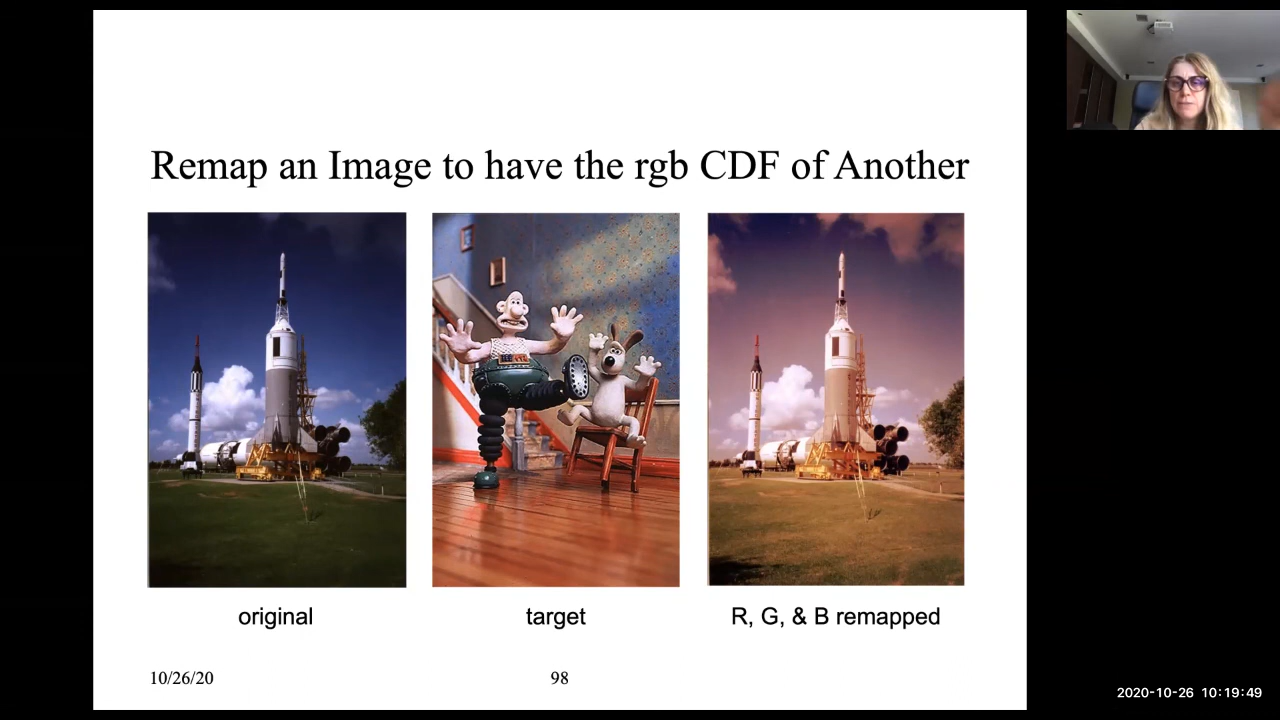 Remap an Image to have the rgb CDF of Another
original
target
R, G, & B remapped
10/26/20
98
2020-10-26 10:19:49